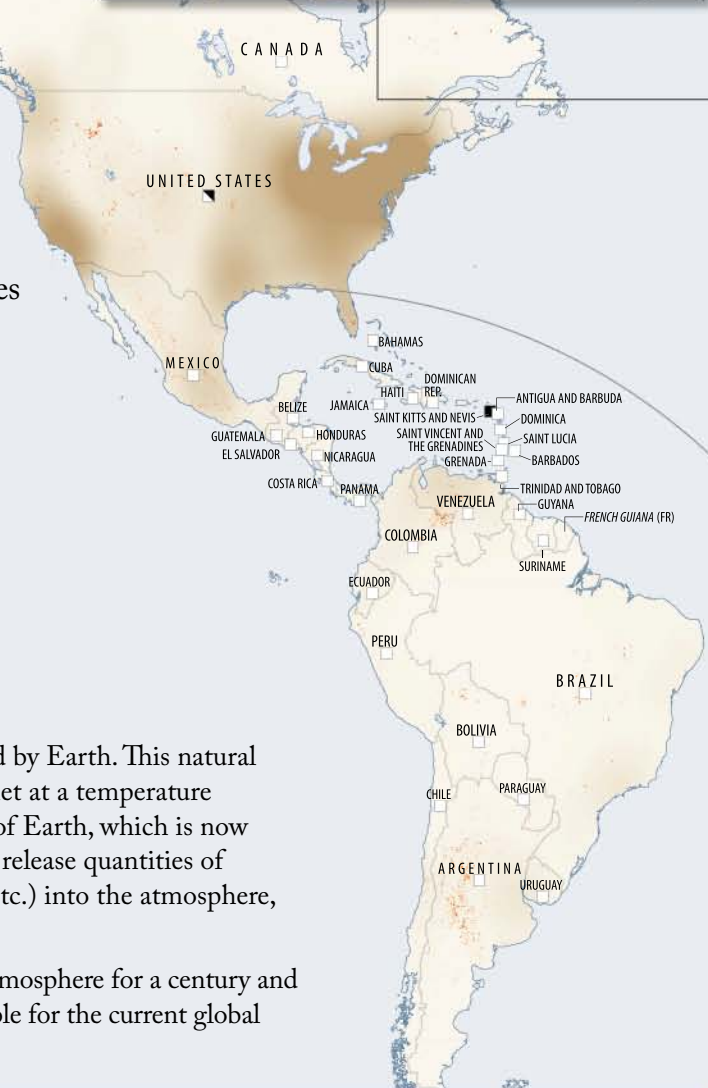 CANADA
UNITED STATES
es
BAHAMAS
MEXICO
CUBA
DOMINICAN
REP.
HAITI
ANTIGUA AND BARBUDA
BELIZE
JAMAICA
SAINT KITTS AND NEVIS
DOMINICA
GUATEMALA
HONDURAS
SAINT VINCENT AND
THE GRENADINES
SAINT LUCIA
EL SALVADOR
NICARAGUA
GRENADA
BARBADOS
COSTA RICA
PANAMA
TRINIDAD AND TOBAGO
VENEZUELA
GUYANA
FRENCH GUIANA (FR)
COLOMBIA
SURINAME
ECUADOR
PERU
BRAZIL
BOLIVIA
CHILE
PARAGUAY
ARGENTINA
URUGUAY
d by Earth. This natural
et at a temperature
of Earth, which is now
release quantities of
tc.) into the atmosphere,
mosphere for a century and
le for the current global